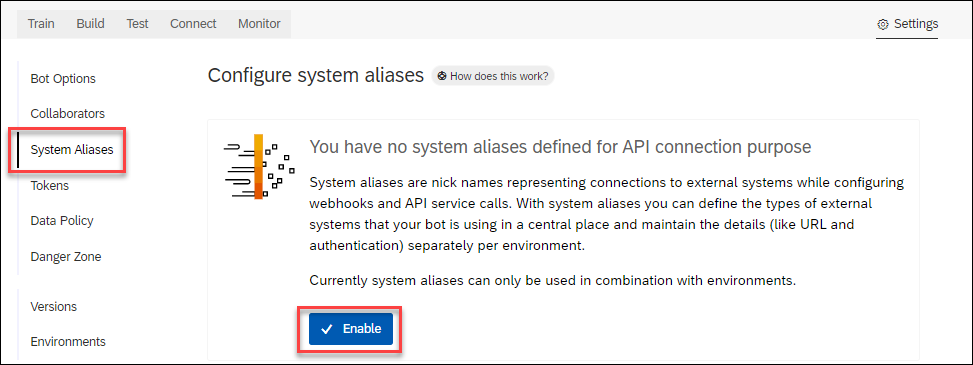 Train Build Test Connect Monitor Settings
Bot Options
Collaborators
System Aliases
Tokens
Data Policy
Danger Zone
Versions
Environments
Configure system aliases How does this work?
You have no system aliases defined for API connection purpose
System aliases are nick names representing connections to external systems while configuring
webhooks and API service calls. With system aliases you can define the types of external
systems that your bot is using in a central place and maintain the details (like URL and
authentication) separately per environment.
Currently system aliases can only be used in combination with environments.
Enable